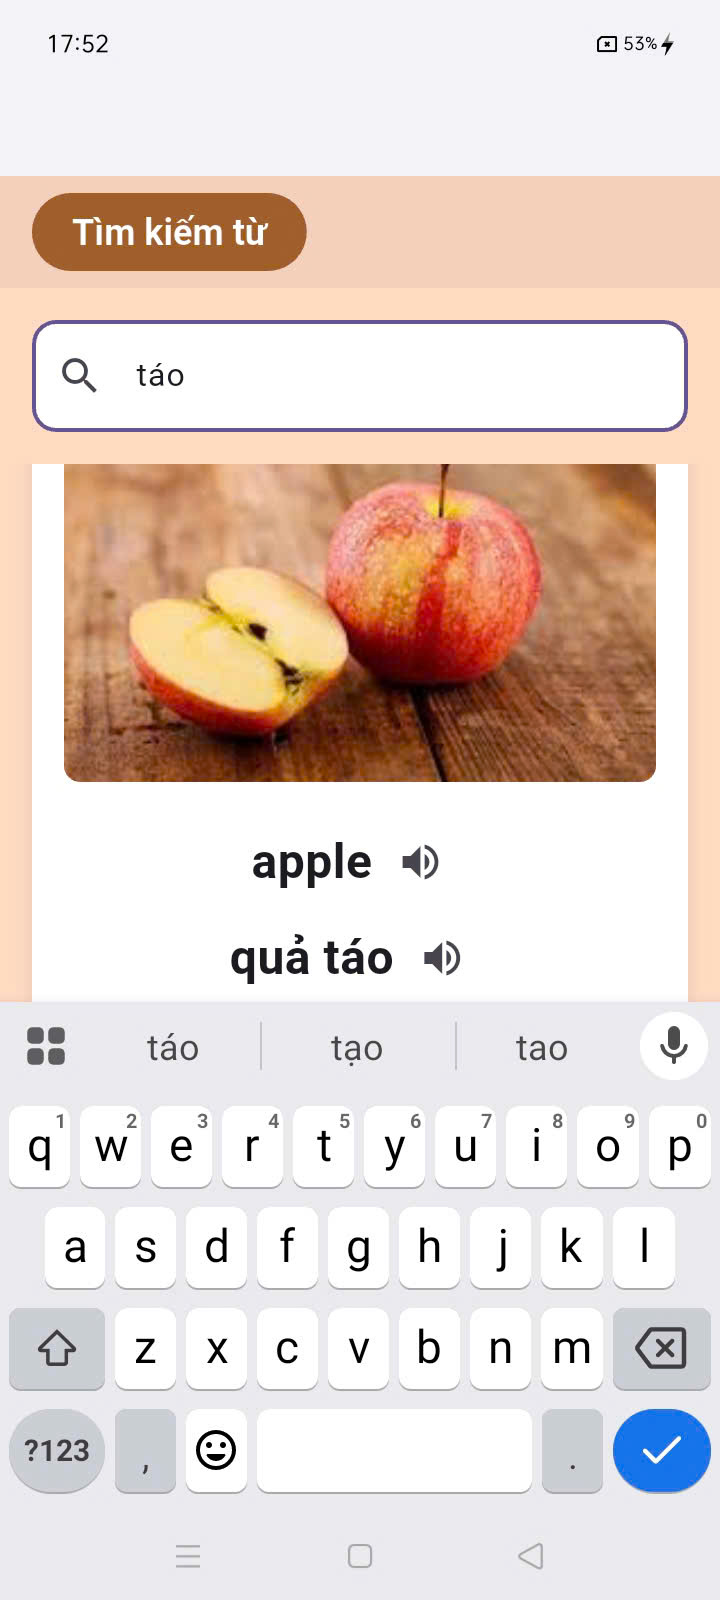 17:52 53%
Tìm kiếm từ
táo
apple
quả táo
táo tạo tao
1 2 3 4 5 6 7 8 9 0
q w e r t y u i o p
a s d f g h j k l
z x c v b n m
?123 , .